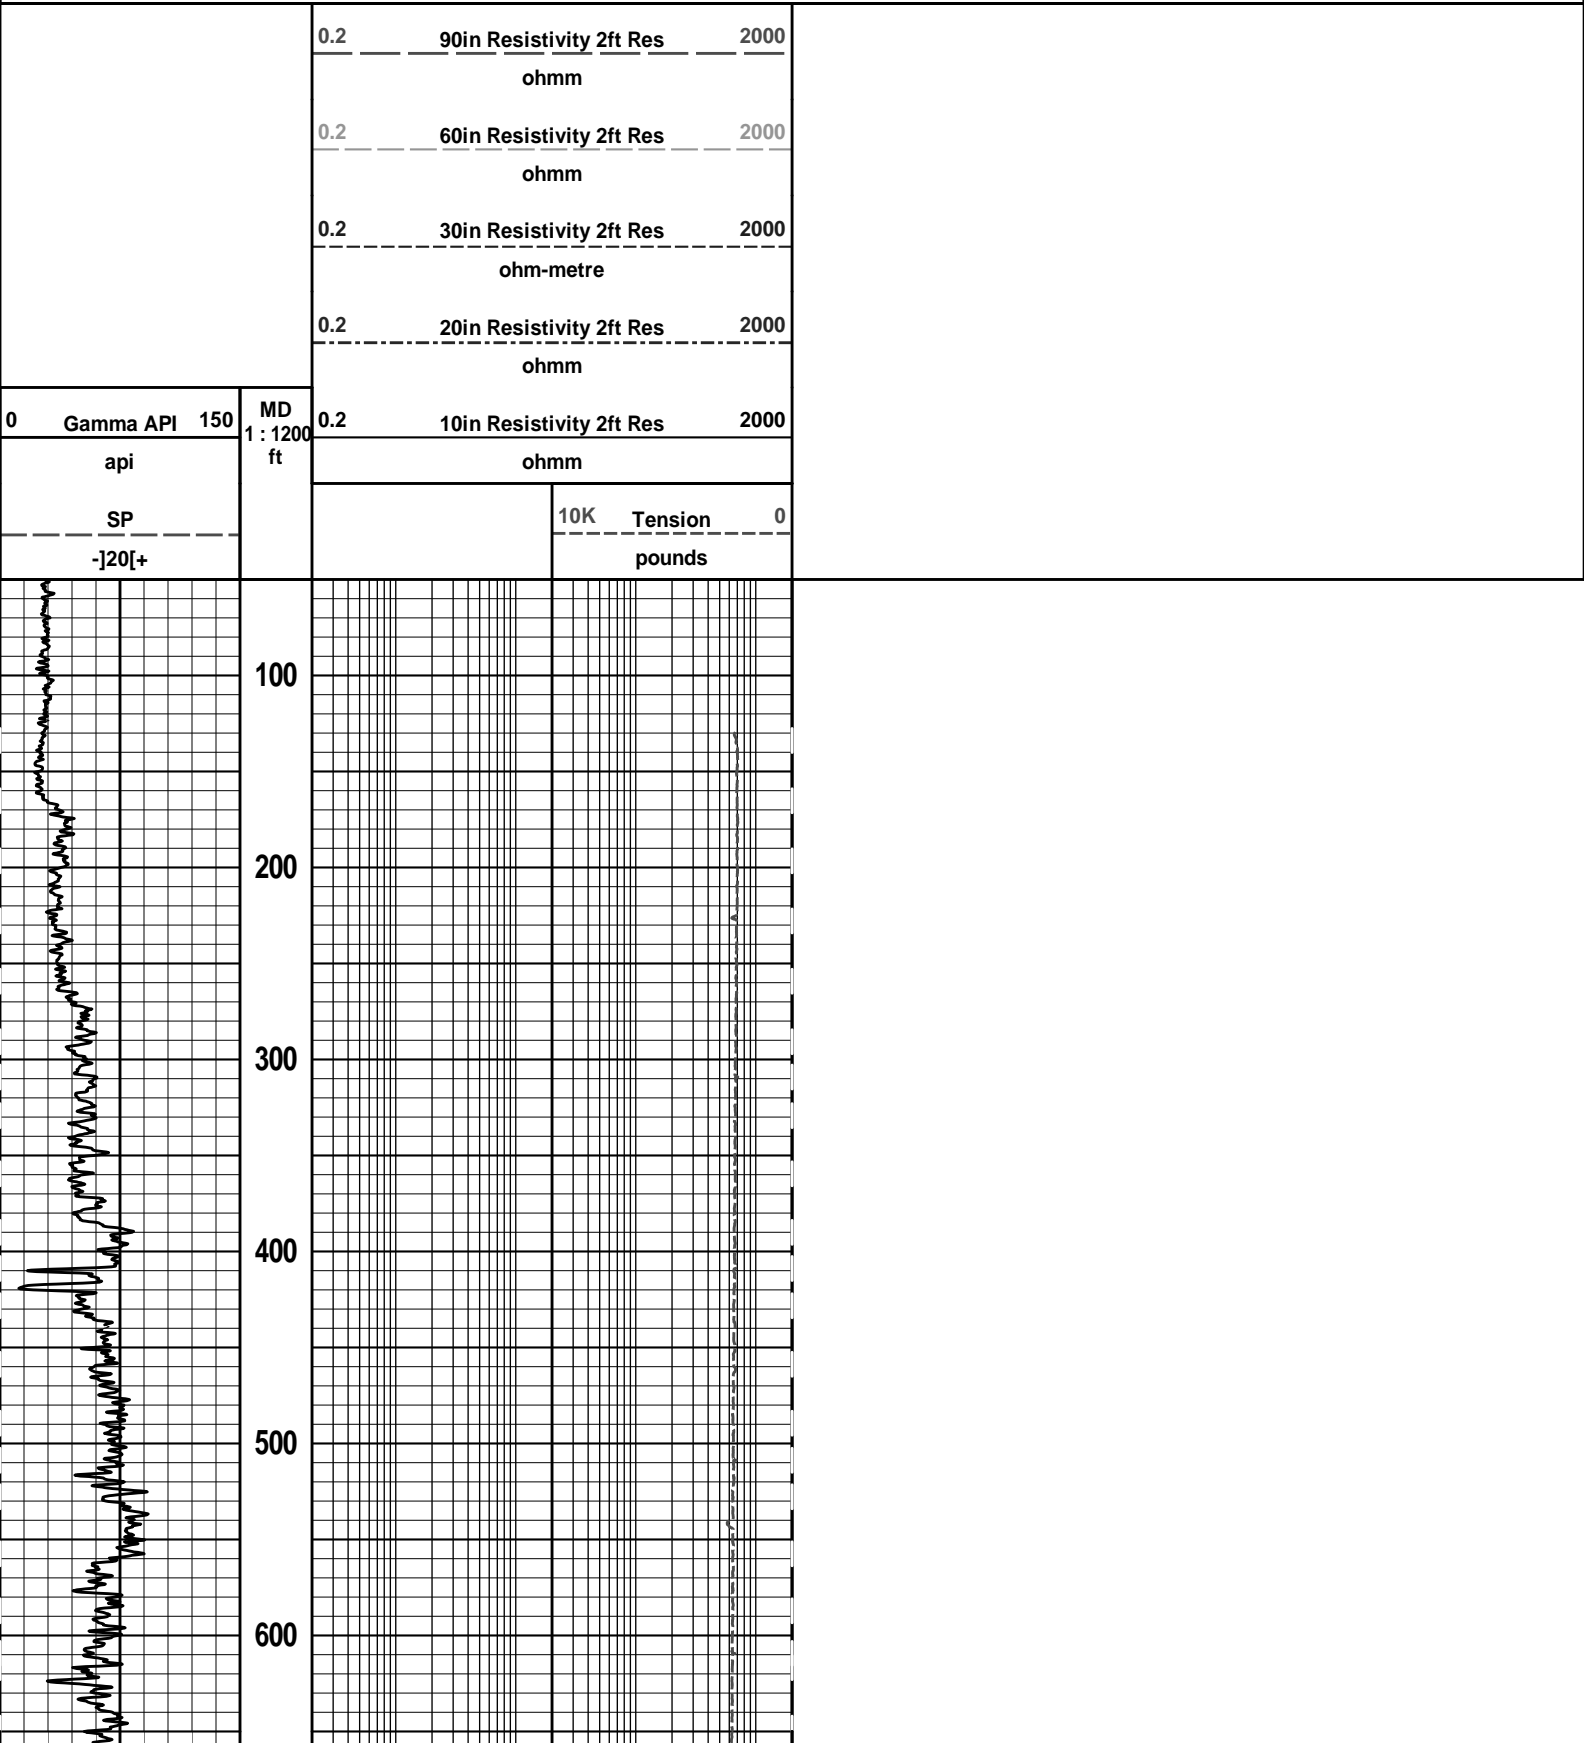 0.2 90in Resistivity 2ft Res 2000
ohmm
0.2 60in Resistivity 2ft Res 2000
ohmm
0.2 30in Resistivity 2ft Res 2000
ohm-metre
0.2 20in Resistivity 2ft Res 2000
ohmm
0 Gamma API 150
api
SP
-]20[+
MD
1 : 1200
ft
0.2 10in Resistivity 2ft Res 2000
ohmm
10K Tension 0
pounds
100
200
300
400
500
600